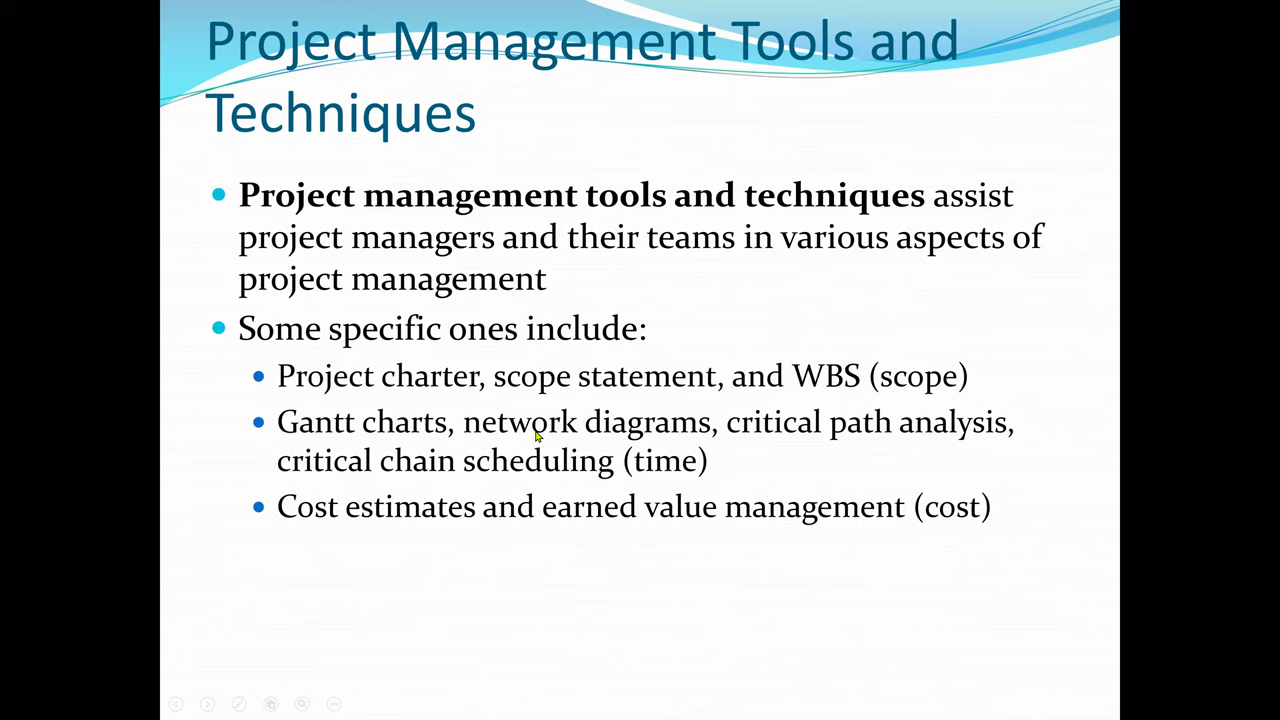 Project Management Tools and
Techniques
Project management tools and techniques assist
project managers and their teams in various aspects of
project management
Some specific ones include:
Project charter, scope statement, and WBS (scope)
Gantt charts, network diagrams, critical path analysis,
critical chain scheduling (time)
Cost estimates and earned value management (cost)